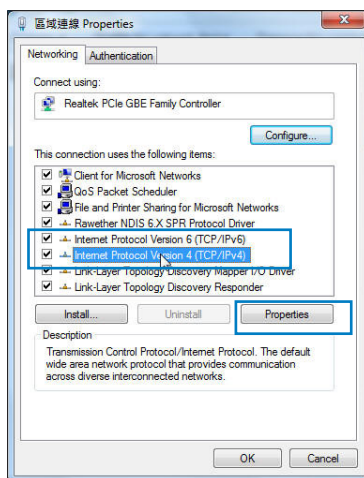 區域連線 Properties
Networking
Authentication
Connect using:
Realtek PCIe GBE Family Controller
Configure...
This connection uses the following items:
Client for Microsoft Networks
QoS Packet Scheduler
File and Printer Sharing for Microsoft Networks
Rawether NDIS 6.X SPR Protocol Driver
Internet Protocol Version 6 (TCP/IPv6)
Internet Protocol Version 4 (TCP/IPv4)
Link-Layer Topology Discovery Mapper I/O Driver
Link-Layer Topology Discovery Responder
Install...
Uninstall
Properties
Description
Transmission Control Protocol/Internet Protocol. The default
wide area network protocol that provides communication
across diverse interconnected networks.
OK
Cancel